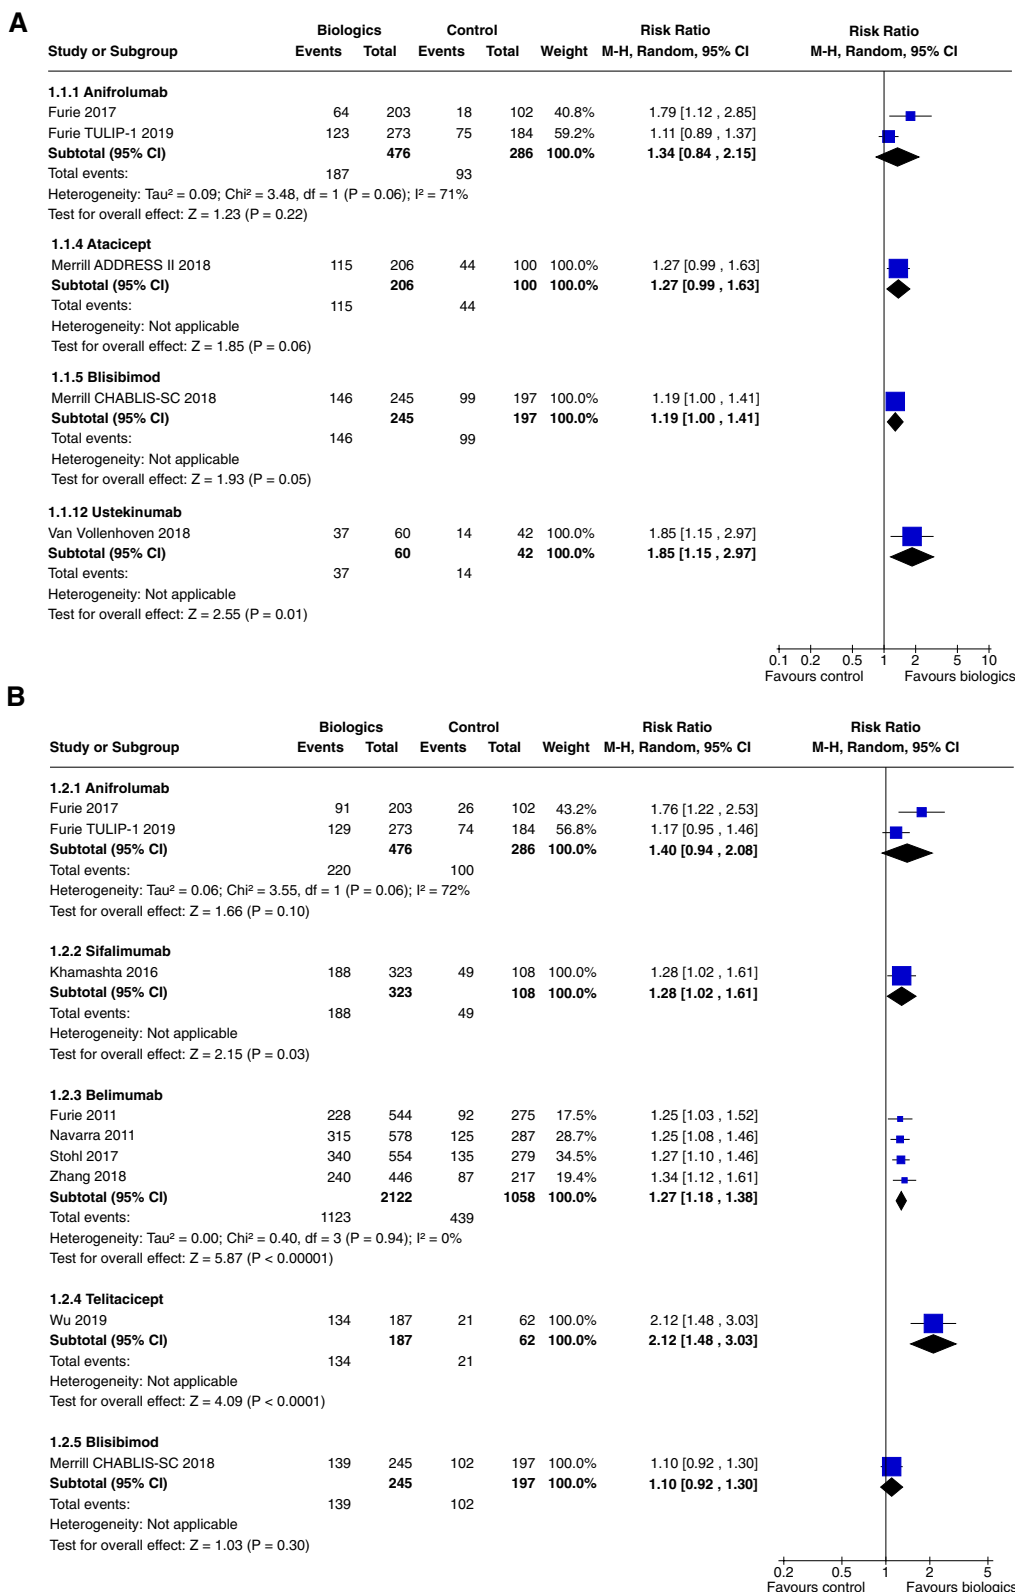 A
Biologics Control Risk Ratio Risk Ratio
Study or Subgroup Events Total Events Total Weight M-H, Random, 95% CI M-H, Random, 95% CI
1.1.1 Anifrolumab
Furie 2017 64 203 18 102 40.8% 1.79 [1.12 , 2.85]
Furie TULIP-1 2019 123 273 75 184 59.2% 1.11 [0.89 , 1.37]
Subtotal (95% CI) 476 286 100.0% 1.34 [0.84 , 2.15]
Total events: 187 93
Heterogeneity: Tau² = 0.09; Chi² = 3.48, df = 1 (P = 0.06); I² = 71%
Test for overall effect: Z = 1.23 (P = 0.22)
1.1.4 Atacicept
Merrill ADDRESS II 2018 115 206 44 100 100.0% 1.27 [0.99 , 1.63]
Subtotal (95% CI) 206 100 100.0% 1.27 [0.99 , 1.63]
Total events: 115 44
Heterogeneity: Not applicable
Test for overall effect: Z = 1.85 (P = 0.06)
1.1.5 Blisibimod
Merrill CHABLIS-SC 2018 146 245 99 197 100.0% 1.19 [1.00 , 1.41]
Subtotal (95% CI) 245 197 100.0% 1.19 [1.00 , 1.41]
Total events: 146 99
Heterogeneity: Not applicable
Test for overall effect: Z = 1.93 (P = 0.05)
1.1.12 Ustekinumab
Van Vollenhoven 2018 37 60 14 42 100.0% 1.85 [1.15 , 2.97]
Subtotal (95% CI) 60 42 100.0% 1.85 [1.15 , 2.97]
Total events: 37 14
Heterogeneity: Not applicable
Test for overall effect: Z = 2.55 (P = 0.01)
0.1 0.2 0.5 1 2 5 10
Favours control Favours biologics
B
Biologics Control Risk Ratio Risk Ratio
Study or Subgroup Events Total Events Total Weight M-H, Random, 95% CI M-H, Random, 95% CI
1.2.1 Anifrolumab
Furie 2017 91 203 26 102 43.2% 1.76 [1.22 , 2.53]
Furie TULIP-1 2019 129 273 74 184 56.8% 1.17 [0.95 , 1.46]
Subtotal (95% CI) 476 286 100.0% 1.40 [0.94 , 2.08]
Total events: 220 100
Heterogeneity: Tau² = 0.06; Chi² = 3.55, df = 1 (P = 0.06); I² = 72%
Test for overall effect: Z = 1.66 (P = 0.10)
1.2.2 Sifalimumab
Khamashta 2016 188 323 49 108 100.0% 1.28 [1.02 , 1.61]
Subtotal (95% CI) 323 108 100.0% 1.28 [1.02 , 1.61]
Total events: 188 49
Heterogeneity: Not applicable
Test for overall effect: Z = 2.15 (P = 0.03)
1.2.3 Belimumab
Furie 2011 228 544 92 275 17.5% 1.25 [1.03 , 1.52]
Navarra 2011 315 578 125 287 28.7% 1.25 [1.08 , 1.46]
Stohl 2017 340 554 135 279 34.5% 1.27 [1.10 , 1.46]
Zhang 2018 240 446 87 217 19.4% 1.34 [1.12 , 1.61]
Subtotal (95% CI) 2122 1058 100.0% 1.27 [1.18 , 1.38]
Total events: 1123 439
Heterogeneity: Tau² = 0.00; Chi² = 0.40, df = 3 (P = 0.94); I² = 0%
Test for overall effect: Z = 5.87 (P < 0.00001)
1.2.4 Telitacicept
Wu 2019 134 187 21 62 100.0% 2.12 [1.48 , 3.03]
Subtotal (95% CI) 187 62 100.0% 2.12 [1.48 , 3.03]
Total events: 134 21
Heterogeneity: Not applicable
Test for overall effect: Z = 4.09 (P < 0.0001)
1.2.5 Blisibimod
Merrill CHABLIS-SC 2018 139 245 102 197 100.0% 1.10 [0.92 , 1.30]
Subtotal (95% CI) 245 197 100.0% 1.10 [0.92 , 1.30]
Total events: 139 102
Heterogeneity: Not applicable
Test for overall effect: Z = 1.03 (P = 0.30)
0.2 0.5 1 2 5
Favours control Favours biologics